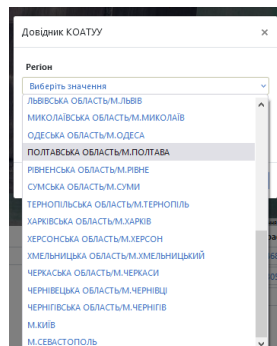 Довідник КОАТУУ
×
Регіон
Виберіть значення
ЛЬВІВСЬКА ОБЛАСТЬ/М.ЛЬВІВ
МИКОЛАЇВСЬКА ОБЛАСТЬ/М.МИКОЛАЇВ
ОДЕСЬКА ОБЛАСТЬ/М.ОДЕСА
ПОЛТАВСЬКА ОБЛАСТЬ/М.ПОЛТАВА
РІВНЕНСЬКА ОБЛАСТЬ/М.РІВНЕ
СУМСЬКА ОБЛАСТЬ/М.СУМИ
ТЕРНОПІЛЬСЬКА ОБЛАСТЬ/М.ТЕРНОПІЛЬ
ХАРКІВСЬКА ОБЛАСТЬ/М.ХАРКІВ
ХЕРСОНСЬКА ОБЛАСТЬ/М.ХЕРСОН
ХМЕЛЬНИЦЬКА ОБЛАСТЬ/М.ХМЕЛЬНИЦЬКИЙ
ЧЕРКАСЬКА ОБЛАСТЬ/М.ЧЕРКАСИ
ЧЕРНІВЕЦЬКА ОБЛАСТЬ/М.ЧЕРНІВЦІ
ЧЕРНІГІВСЬКА ОБЛАСТЬ/М.ЧЕРНІГІВ
М.КИЇВ
М.СЕВАСТОПОЛЬ